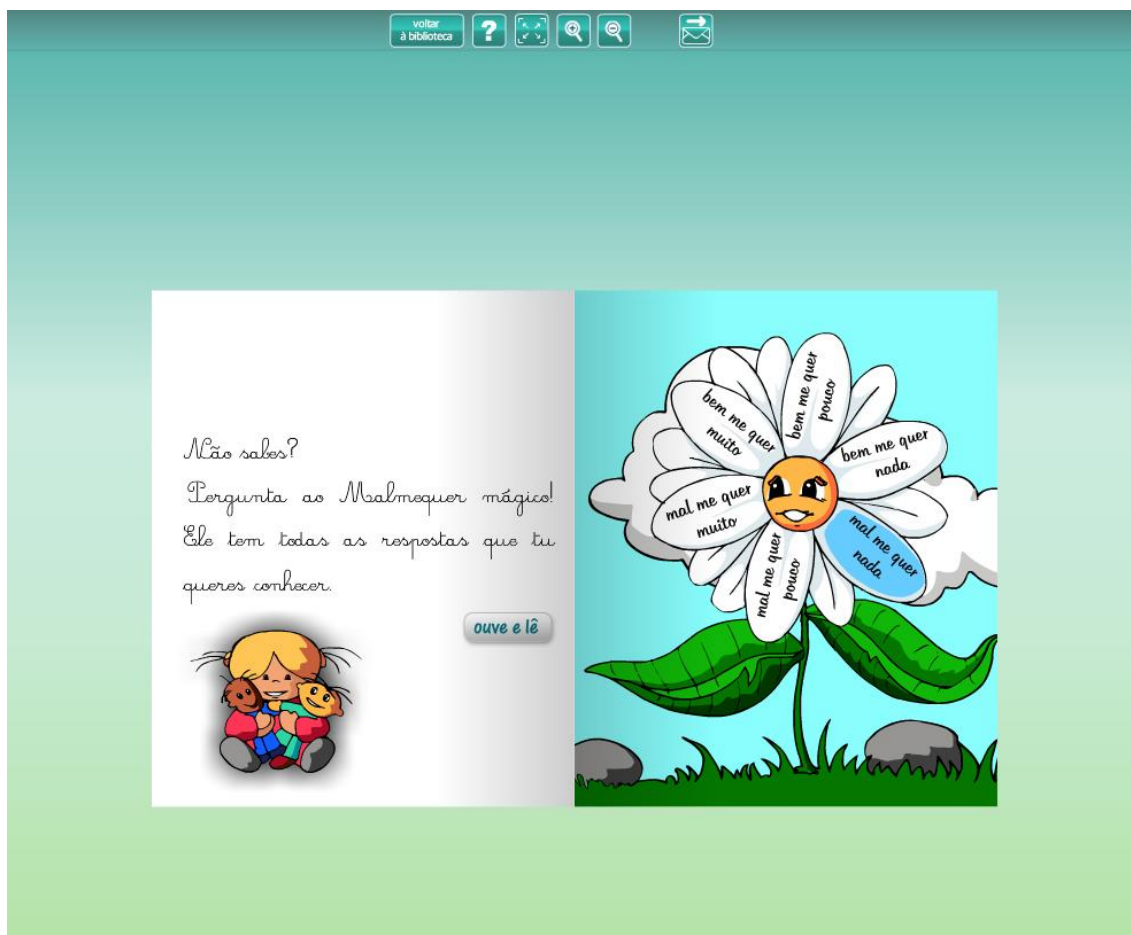 voltar
à biblioteca
?
Não sabes?
Pergunta ao Malmequer mágico!
Ele tem todas as respostas que tu
queres conhecer.
ouve e lê
bem me quer
muito
bem me quer
pouco
bem me quer
nada
mal me quer
nada
mal me quer
pouco
mal me quer
muito